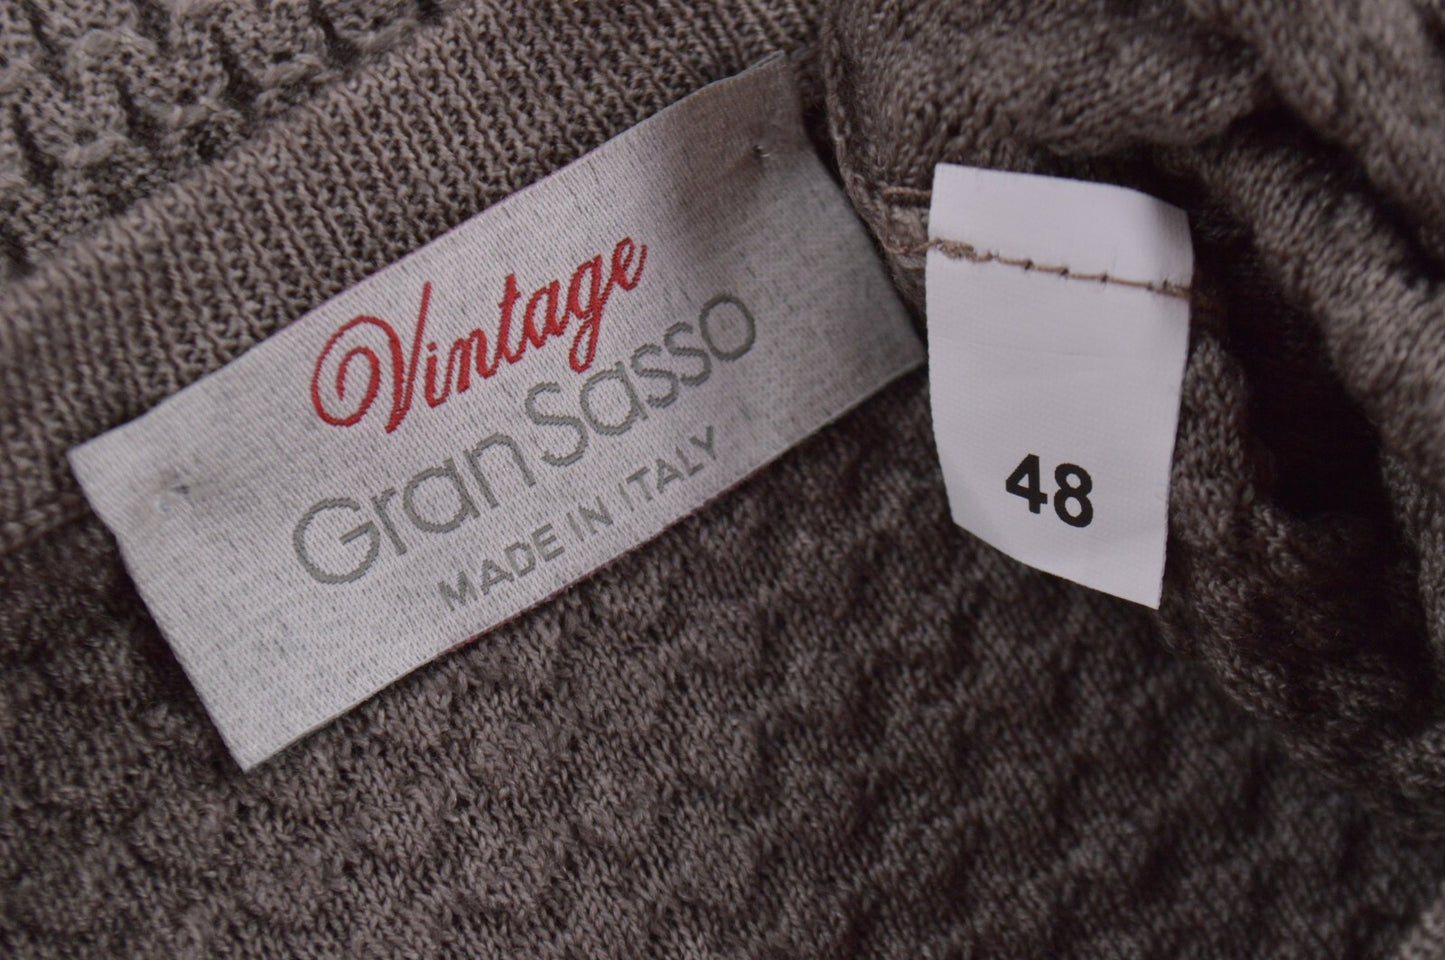 Vintage
Gran Sasso
MADE IN ITALY
48